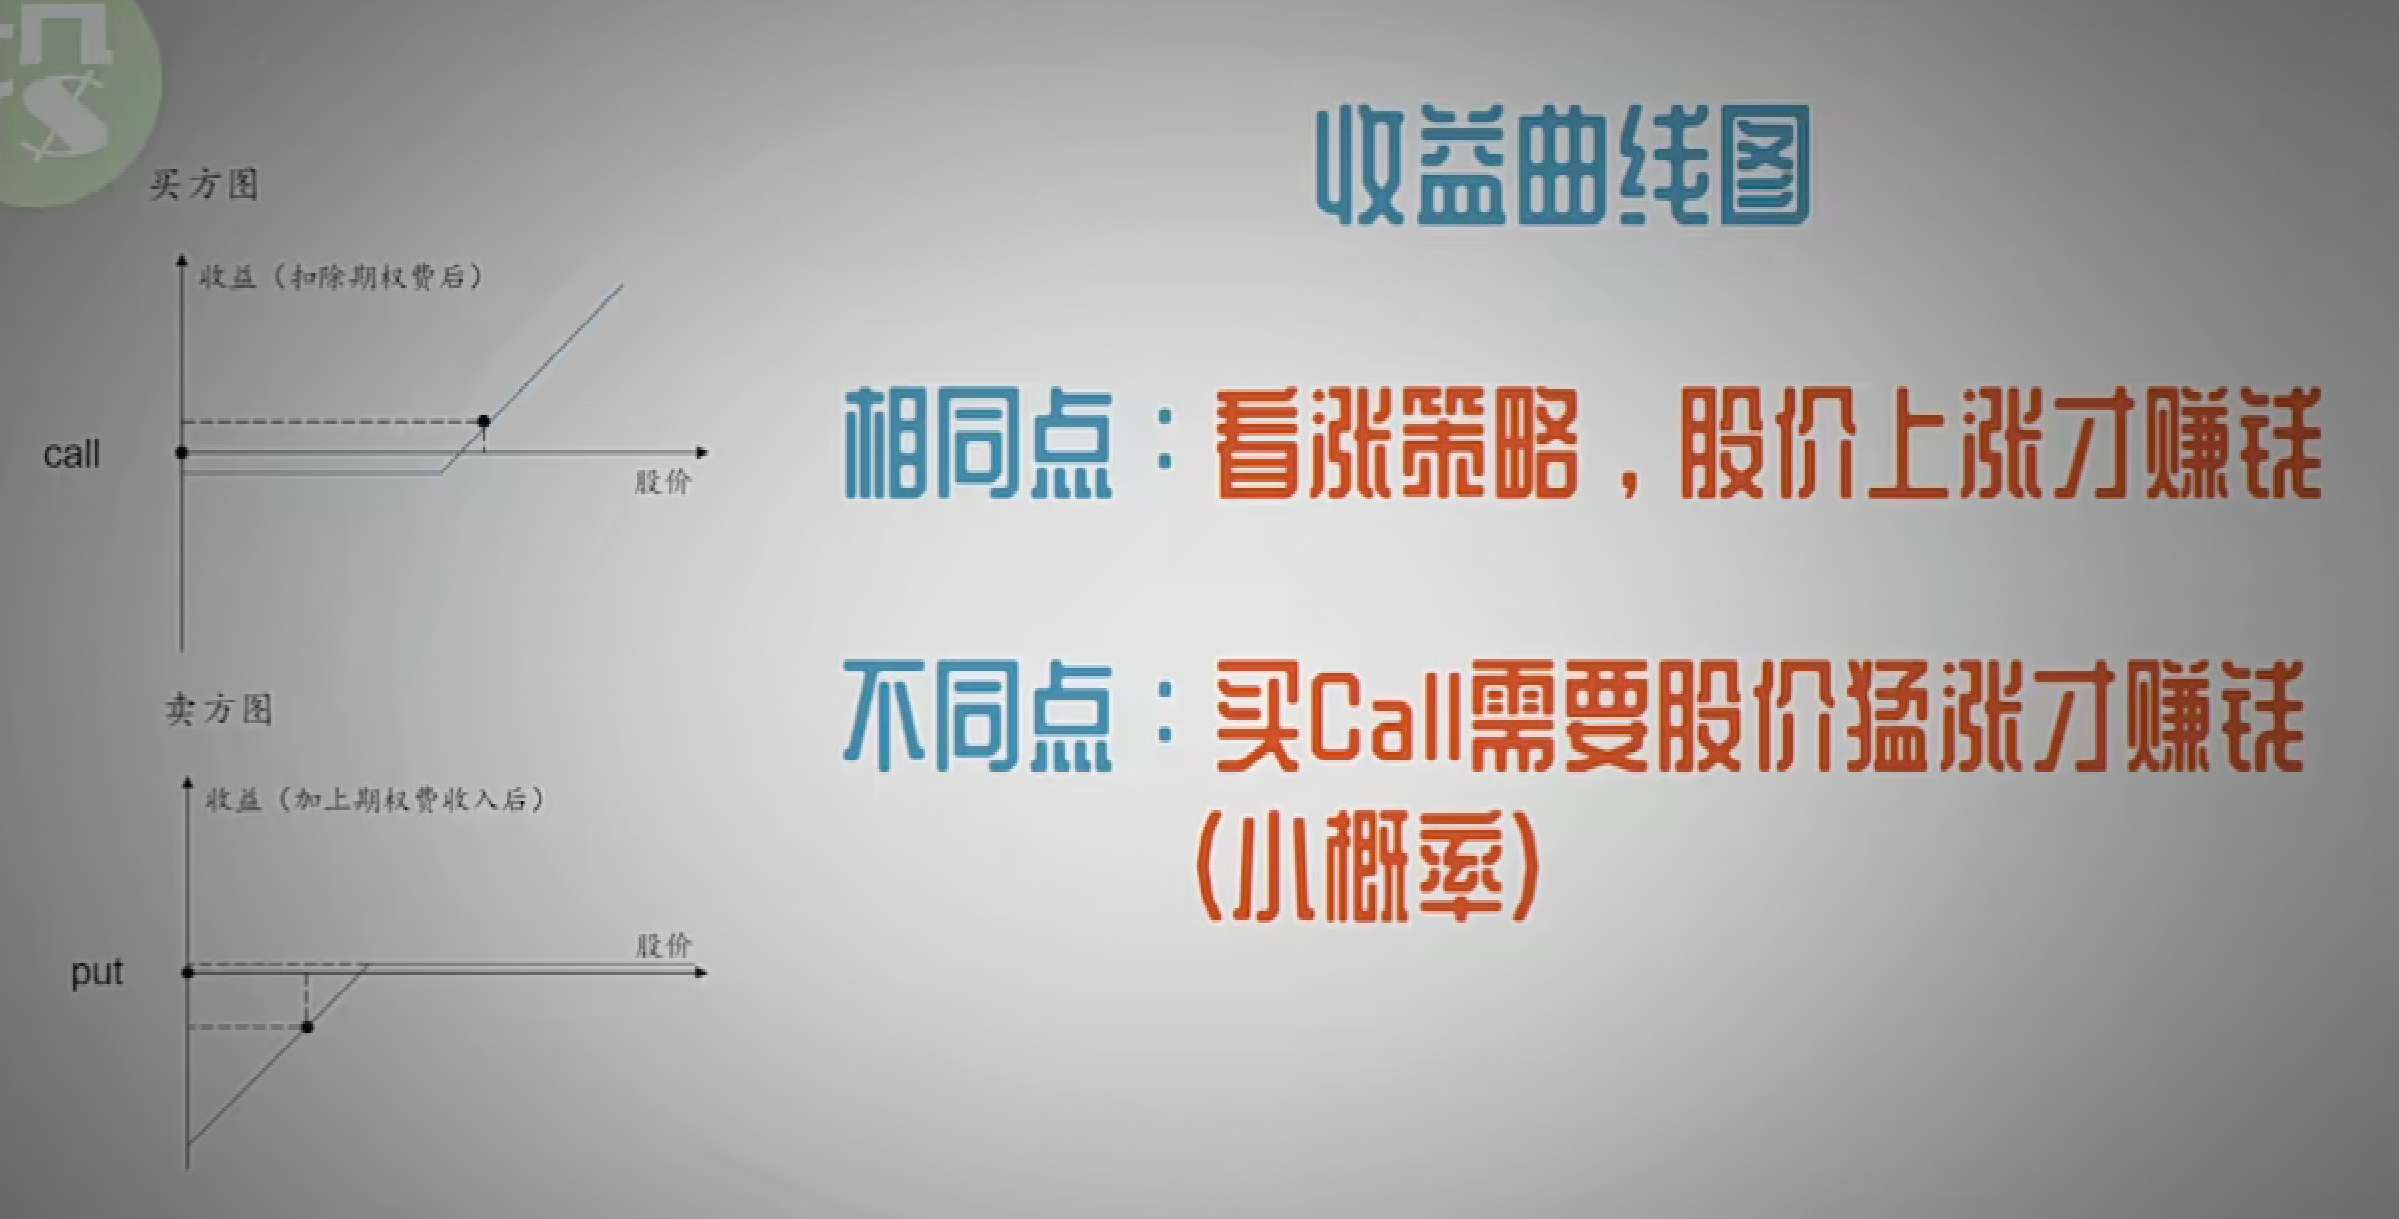 买方图
收益（扣除期权费后）
call
股价
卖方图
收益（加上期权费收入后）
put
股价
收益曲线图
相同点：看涨策略，股价上涨才赚钱
不同点：买Call需要股价猛涨才赚钱
(小概率)